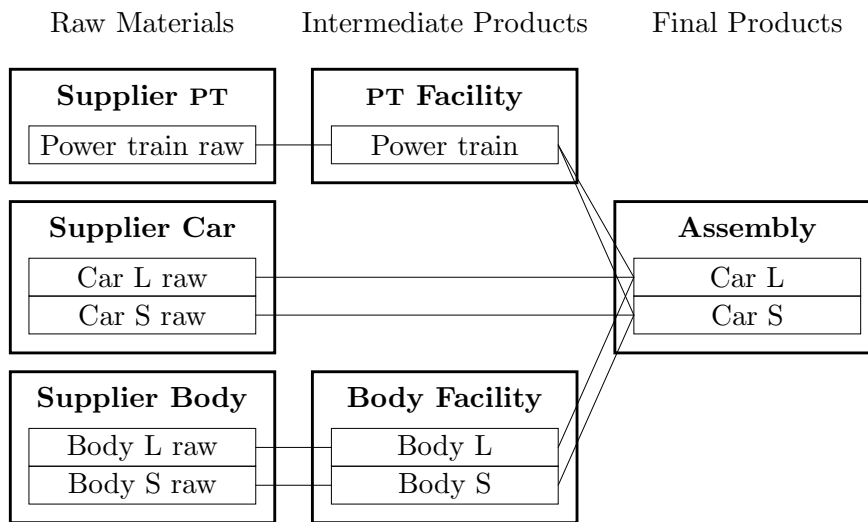 Raw Materials Intermediate Products Final Products
Supplier PT PT Facility
Power train raw Power train
Supplier Car Assembly
Car L raw Car L
Car S raw Car S
Supplier Body Body Facility
Body L raw Body L
Body S raw Body S